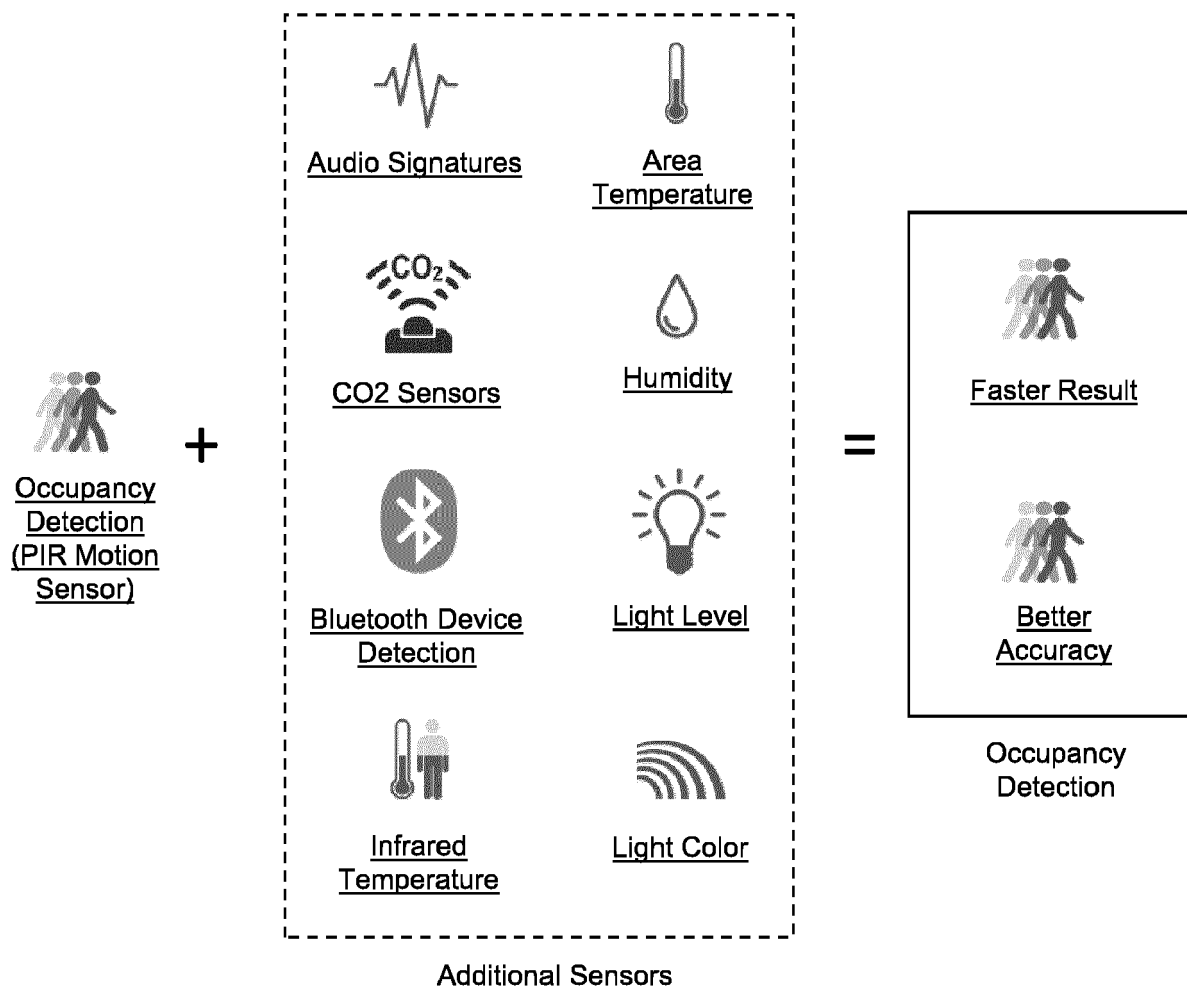 Audio Signatures
Area
Temperature
CO₂
CO2 Sensors
Humidity
Occupancy
Detection
(PIR Motion
Sensor)
+
Bluetooth Device
Detection
Light Level
Infrared
Temperature
Light Color
Additional Sensors
=
Faster Result
Better
Accuracy
Occupancy
Detection